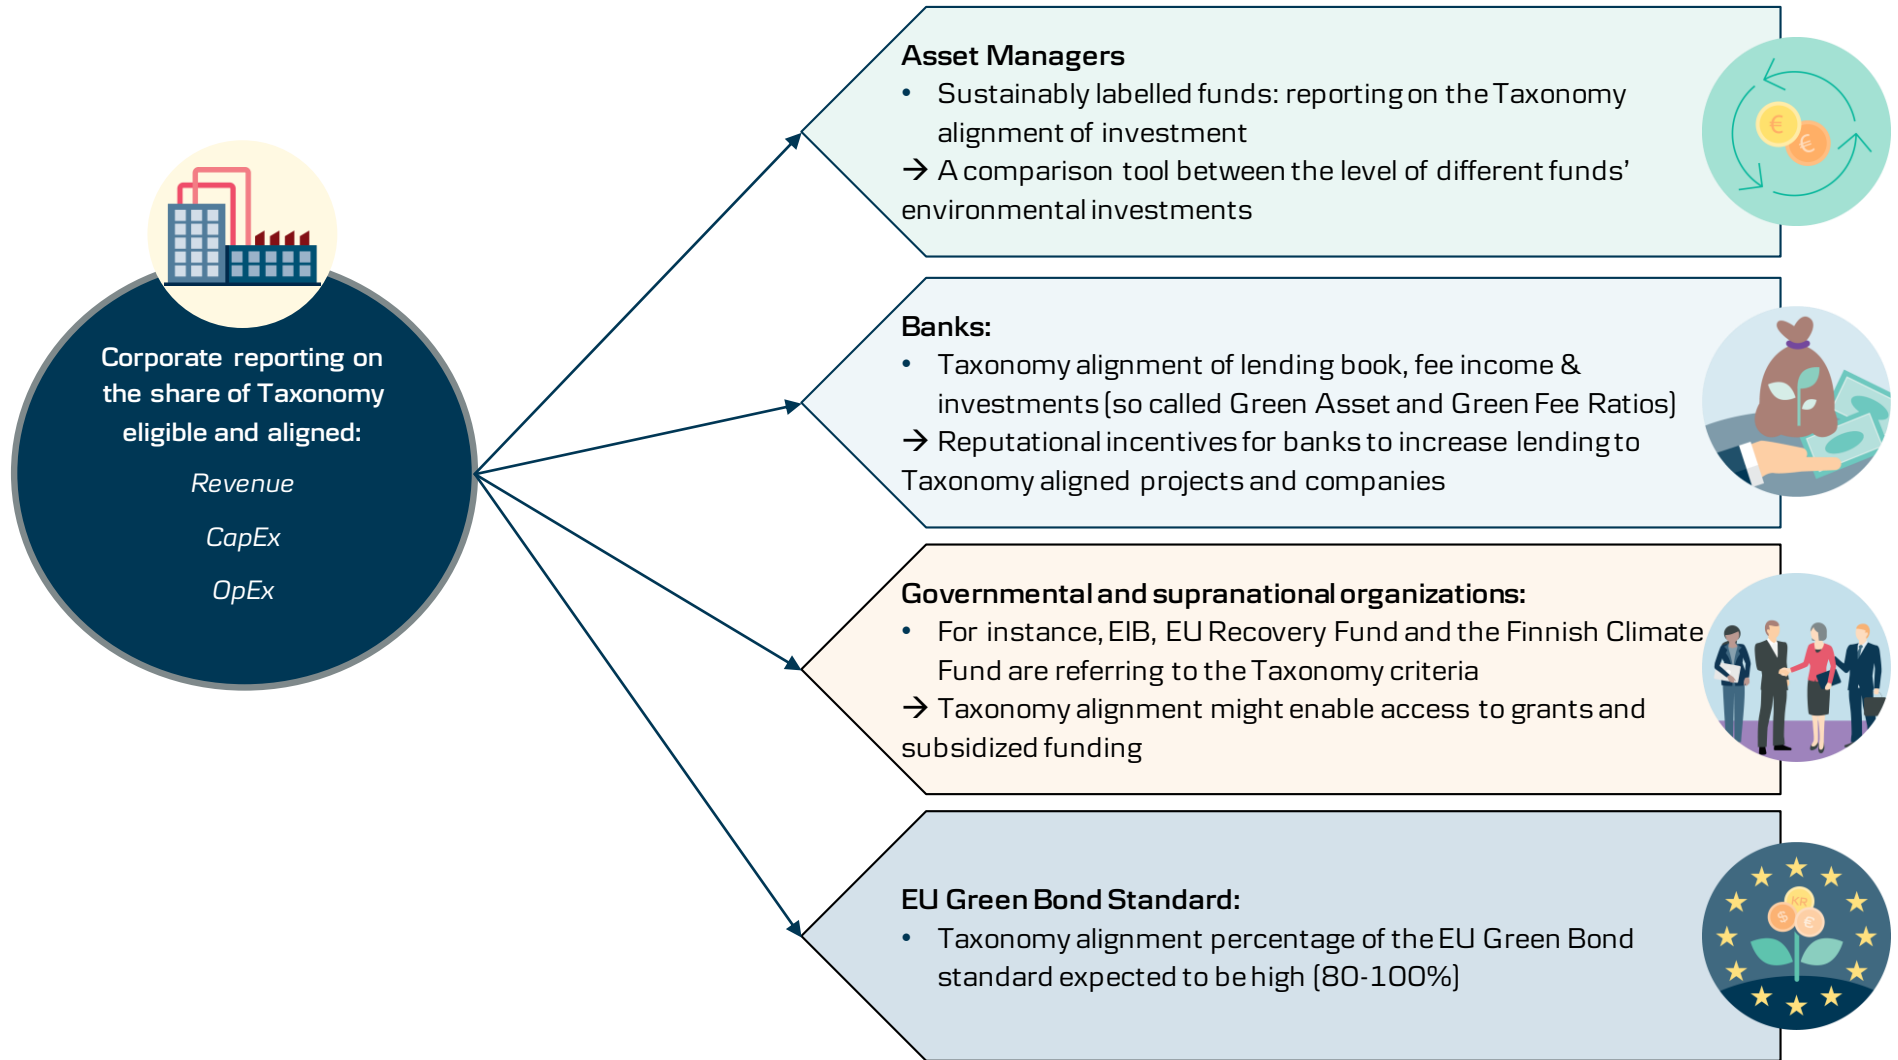 Corporate reporting on
the share of Taxonomy
eligible and aligned:
Revenue
CapEx
OpEx
Asset Managers
• Sustainably labelled funds: reporting on the Taxonomy
alignment of investment
→ A comparison tool between the level of different funds’
environmental investments
€
€
Banks:
• Taxonomy alignment of lending book, fee income &
investments (so called Green Asset and Green Fee Ratios)
→ Reputational incentives for banks to increase lending to
Taxonomy aligned projects and companies
Governmental and supranational organizations:
• For instance, EIB, EU Recovery Fund and the Finnish Climate
Fund are referring to the Taxonomy criteria
→ Taxonomy alignment might enable access to grants and
subsidized funding
EU Green Bond Standard:
• Taxonomy alignment percentage of the EU Green Bond
standard expected to be high (80-100%)
KR
$ €